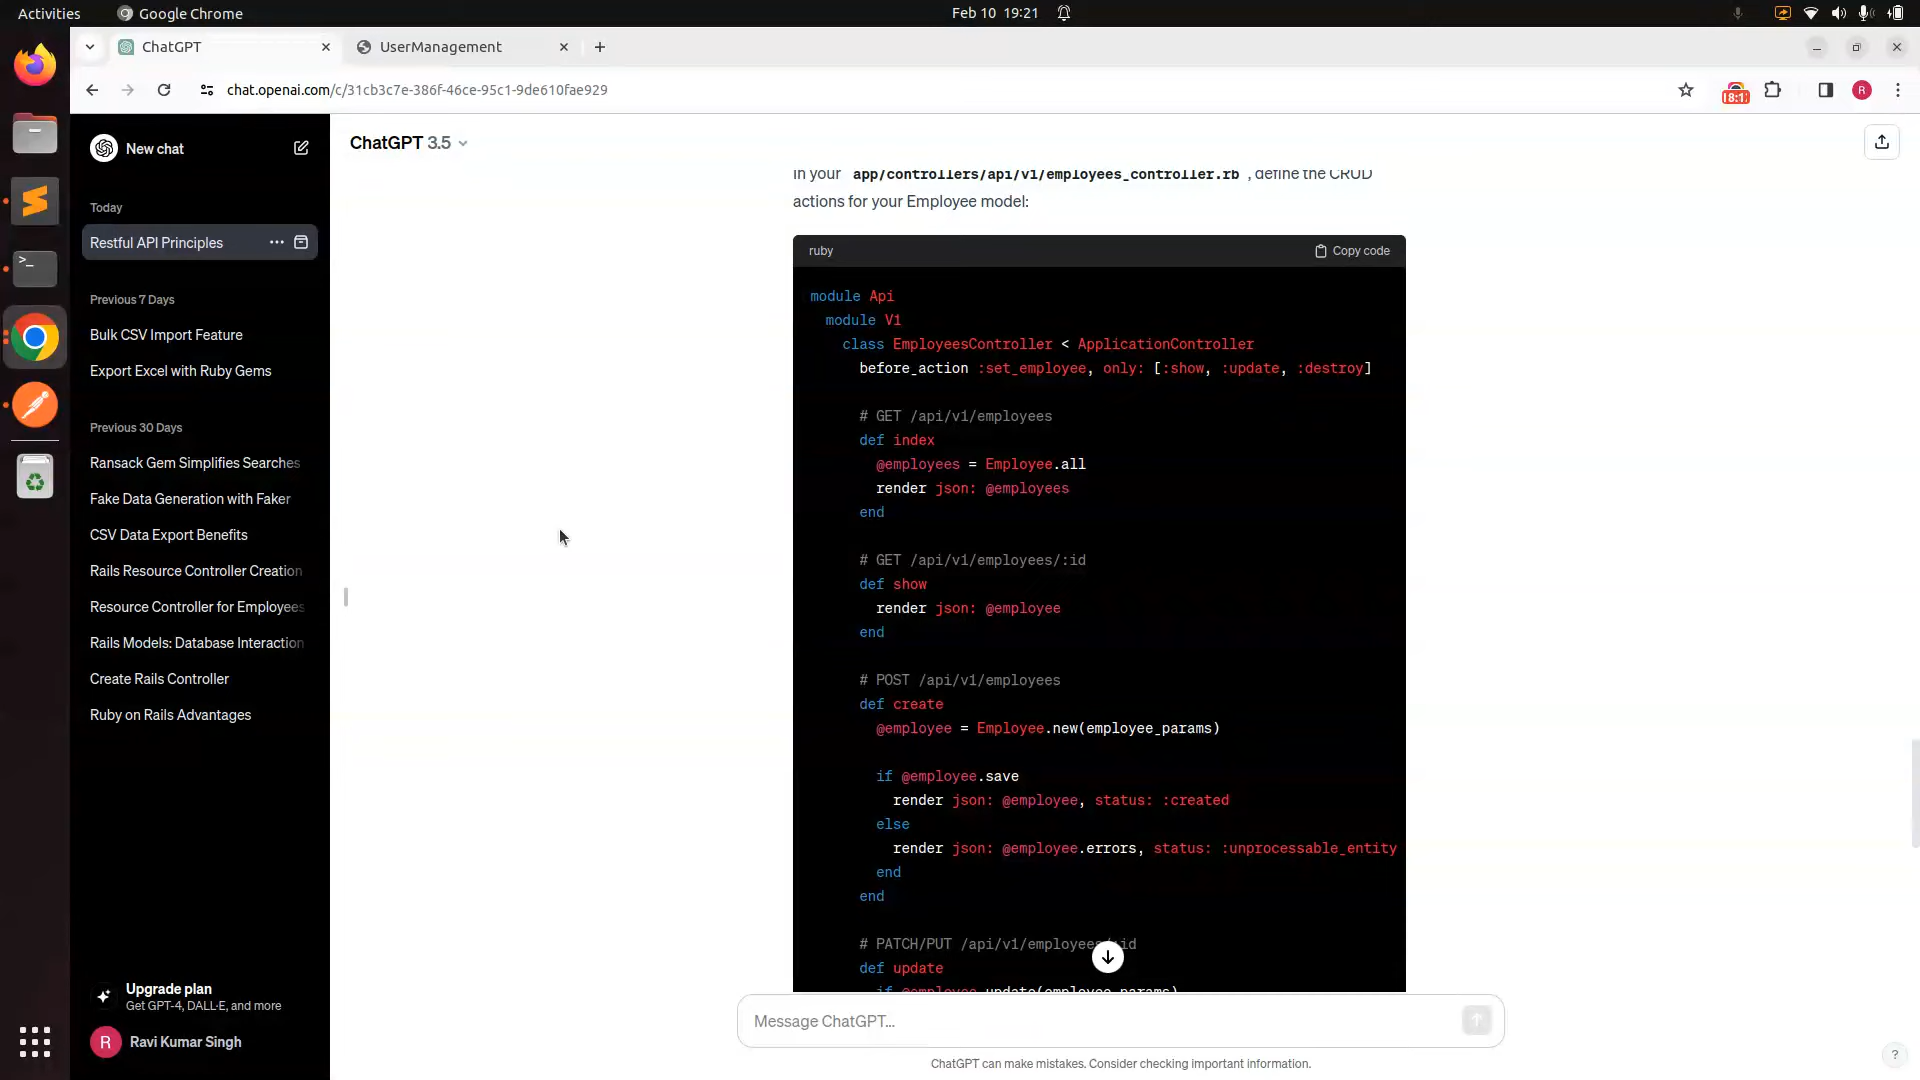 Activities
Google Chrome
Feb 10 19:21
ChatGPT
UserManagement
chat.openai.com/c/31cb3c7e-386f-46ce-95c1-9de610fae929
R
New chat
Today
Restful API Principles
Previous 7 Days
Bulk CSV Import Feature
Export Excel with Ruby Gems
Previous 30 Days
Ransack Gem Simplifies Searches
Fake Data Generation with Faker
CSV Data Export Benefits
Rails Resource Controller Creation
Resource Controller for Employees
Rails Models: Database Interaction
Create Rails Controller
Ruby on Rails Advantages
Upgrade plan
Get GPT-4, DALL·E, and more
R
Ravi Kumar Singh
ChatGPT 3.5
In your app/controllers/api/v1/employees_controller.rb , define the CRUD
actions for your Employee model:
ruby
Copy code
module Api
module V1
class EmployeesController < ApplicationController
before_action :set_employee, only: [:show, :update, :destroy]
# GET /api/v1/employees
def index
@employees = Employee.all
render json: @employees
end
# GET /api/v1/employees/:id
def show
render json: @employee
end
# POST /api/v1/employees
def create
@employee = Employee.new(employee_params)
if @employee.save
render json: @employee, status: :created
else
render json: @employee.errors, status: :unprocessable_entity
end
end
# PATCH/PUT /api/v1/employees/:id
def update
if @employee.update(employee_params)
Message ChatGPT...
ChatGPT can make mistakes. Consider checking important information.
?